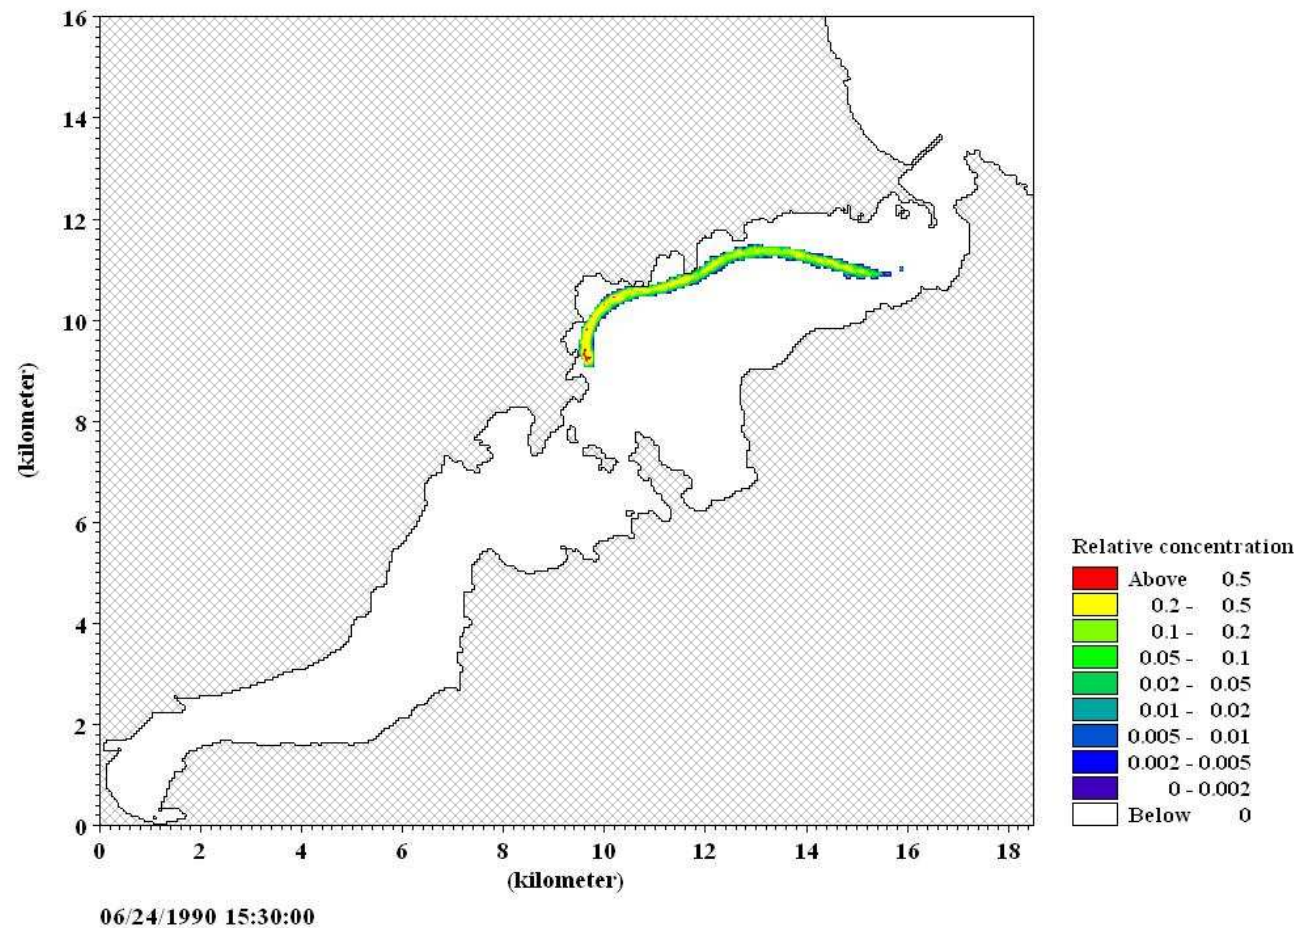 16
14
12
10
8
6
4
2
0
(kilometer)
0 2 4 6 8 10 12 14 16 18
(kilometer)
06/24/1990 15:30:00
Relative concentration
Above 0.5
0.2 - 0.5
0.1 - 0.2
0.05 - 0.1
0.02 - 0.05
0.01 - 0.02
0.005 - 0.01
0.002 - 0.005
0 - 0.002
Below 0